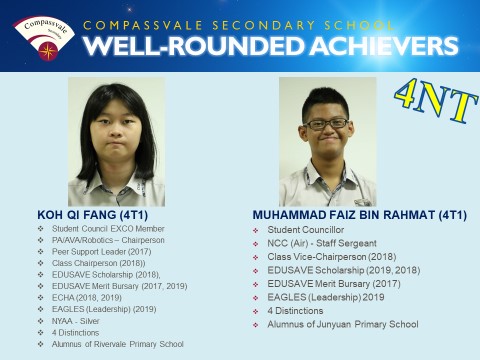 Compassvale
Secondary
COMPASSVALE SECONDARY SCHOOL
WELL-ROUNDED ACHIEVERS
4NT
KOH QI FANG (4T1)
Student Council EXCO Member
PA/AVA/Robotics – Chairperson
Peer Support Leader (2017)
Class Chairperson (2018))
EDUSAVE Scholarship (2018),
EDUSAVE Merit Bursary (2017, 2019)
ECHA (2018, 2019)
EAGLES (Leadership) (2019)
NYAA - Silver
4 Distinctions
Alumnus of Rivervale Primary School
MUHAMMAD FAIZ BIN RAHMAT (4T1)
Student Councillor
NCC (Air) - Staff Sergeant
Class Vice-Chairperson (2018)
EDUSAVE Scholarship (2019, 2018)
EDUSAVE Merit Bursary (2017)
EAGLES (Leadership) 2019
4 Distinctions
Alumnus of Junyuan Primary School